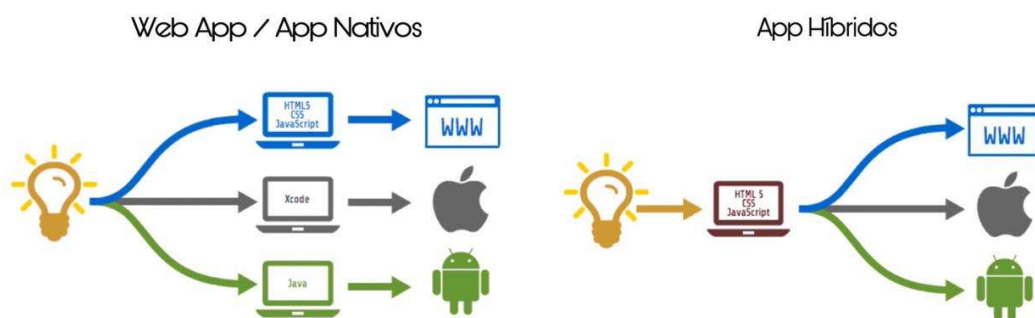 Web App / App Nativos
App Híbridos
HTML5
CSS
JavaScript
WWW
Xcode
Java
HTML 5
CSS
JavaScript
WWW